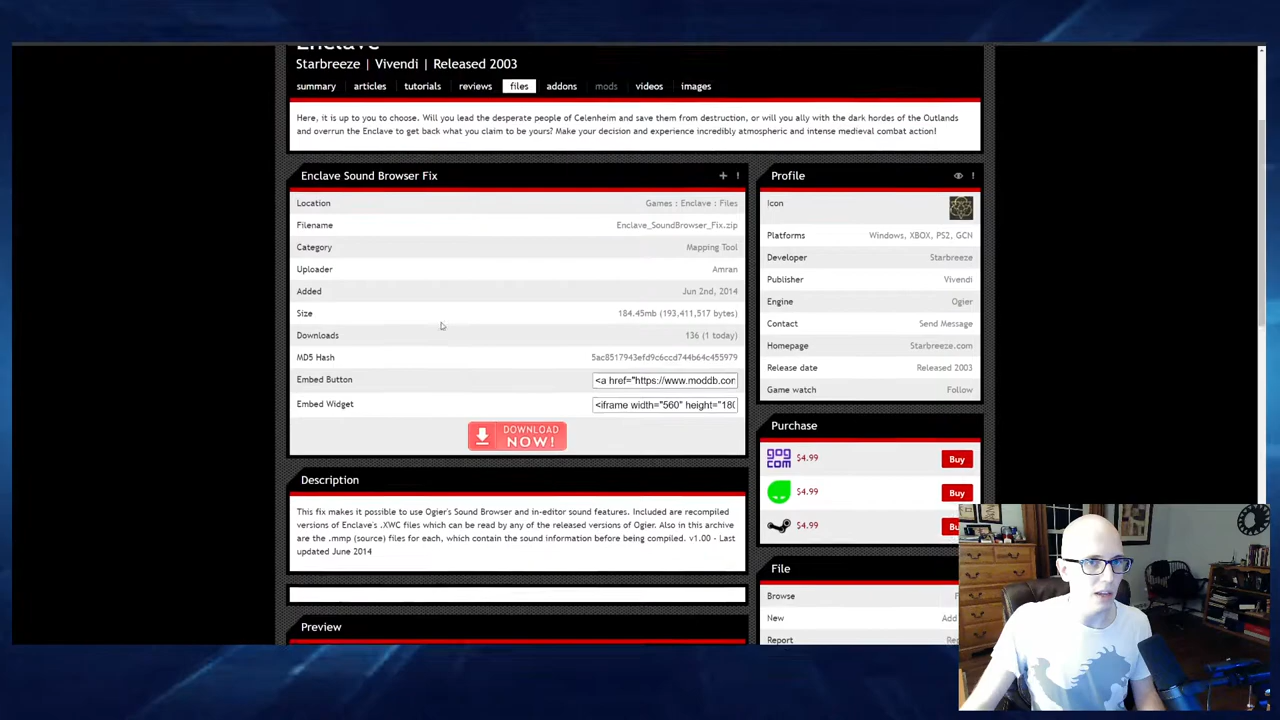 Enclave
Starbreeze | Vivendi | Released 2003
summary articles tutorials reviews files addons mods videos images
Here, it is up to you to choose. Will you lead the desperate people of Celenheim and save them from destruction, or will you ally with the dark hordes of the Outlands
and overrun the Enclave to get back what you claim to be yours? Make your decision and experience incredibly atmospheric and intense medieval combat action!
Enclave Sound Browser Fix
Location Games : Enclave : Files
Filename Enclave_SoundBrowser_Fix.zip
Category Mapping Tool
Uploader Amran
Added Jun 2nd, 2014
Size 184.45mb (193,411,517 bytes)
Downloads 136 (1 today)
MD5 Hash 5ac8517943efd9c6ccd744b64c455979
Embed Button <a href="https://www.moddb.con
Embed Widget <iframe width="560" height="180
DOWNLOAD
NOW!
Description
This fix makes it possible to use Ogier's Sound Browser and in-editor sound features. Included are recompiled
versions of Enclave's .XWC files which can be read by any of the released versions of Ogier. Also in this archive
are the .mmp (source) files for each, which contain the sound information before being compiled. v1.00 - Last
updated June 2014
Preview
Profile
Icon
Platforms Windows, XBOX, PS2, GCN
Developer Starbreeze
Publisher Vivendi
Engine Ogier
Contact Send Message
Homepage Starbreeze.com
Release date Released 2003
Game watch Follow
Purchase
gog com $4.99 Buy
$4.99 Buy
$4.99 Bu
File
Browse F
New Add
Report Rep